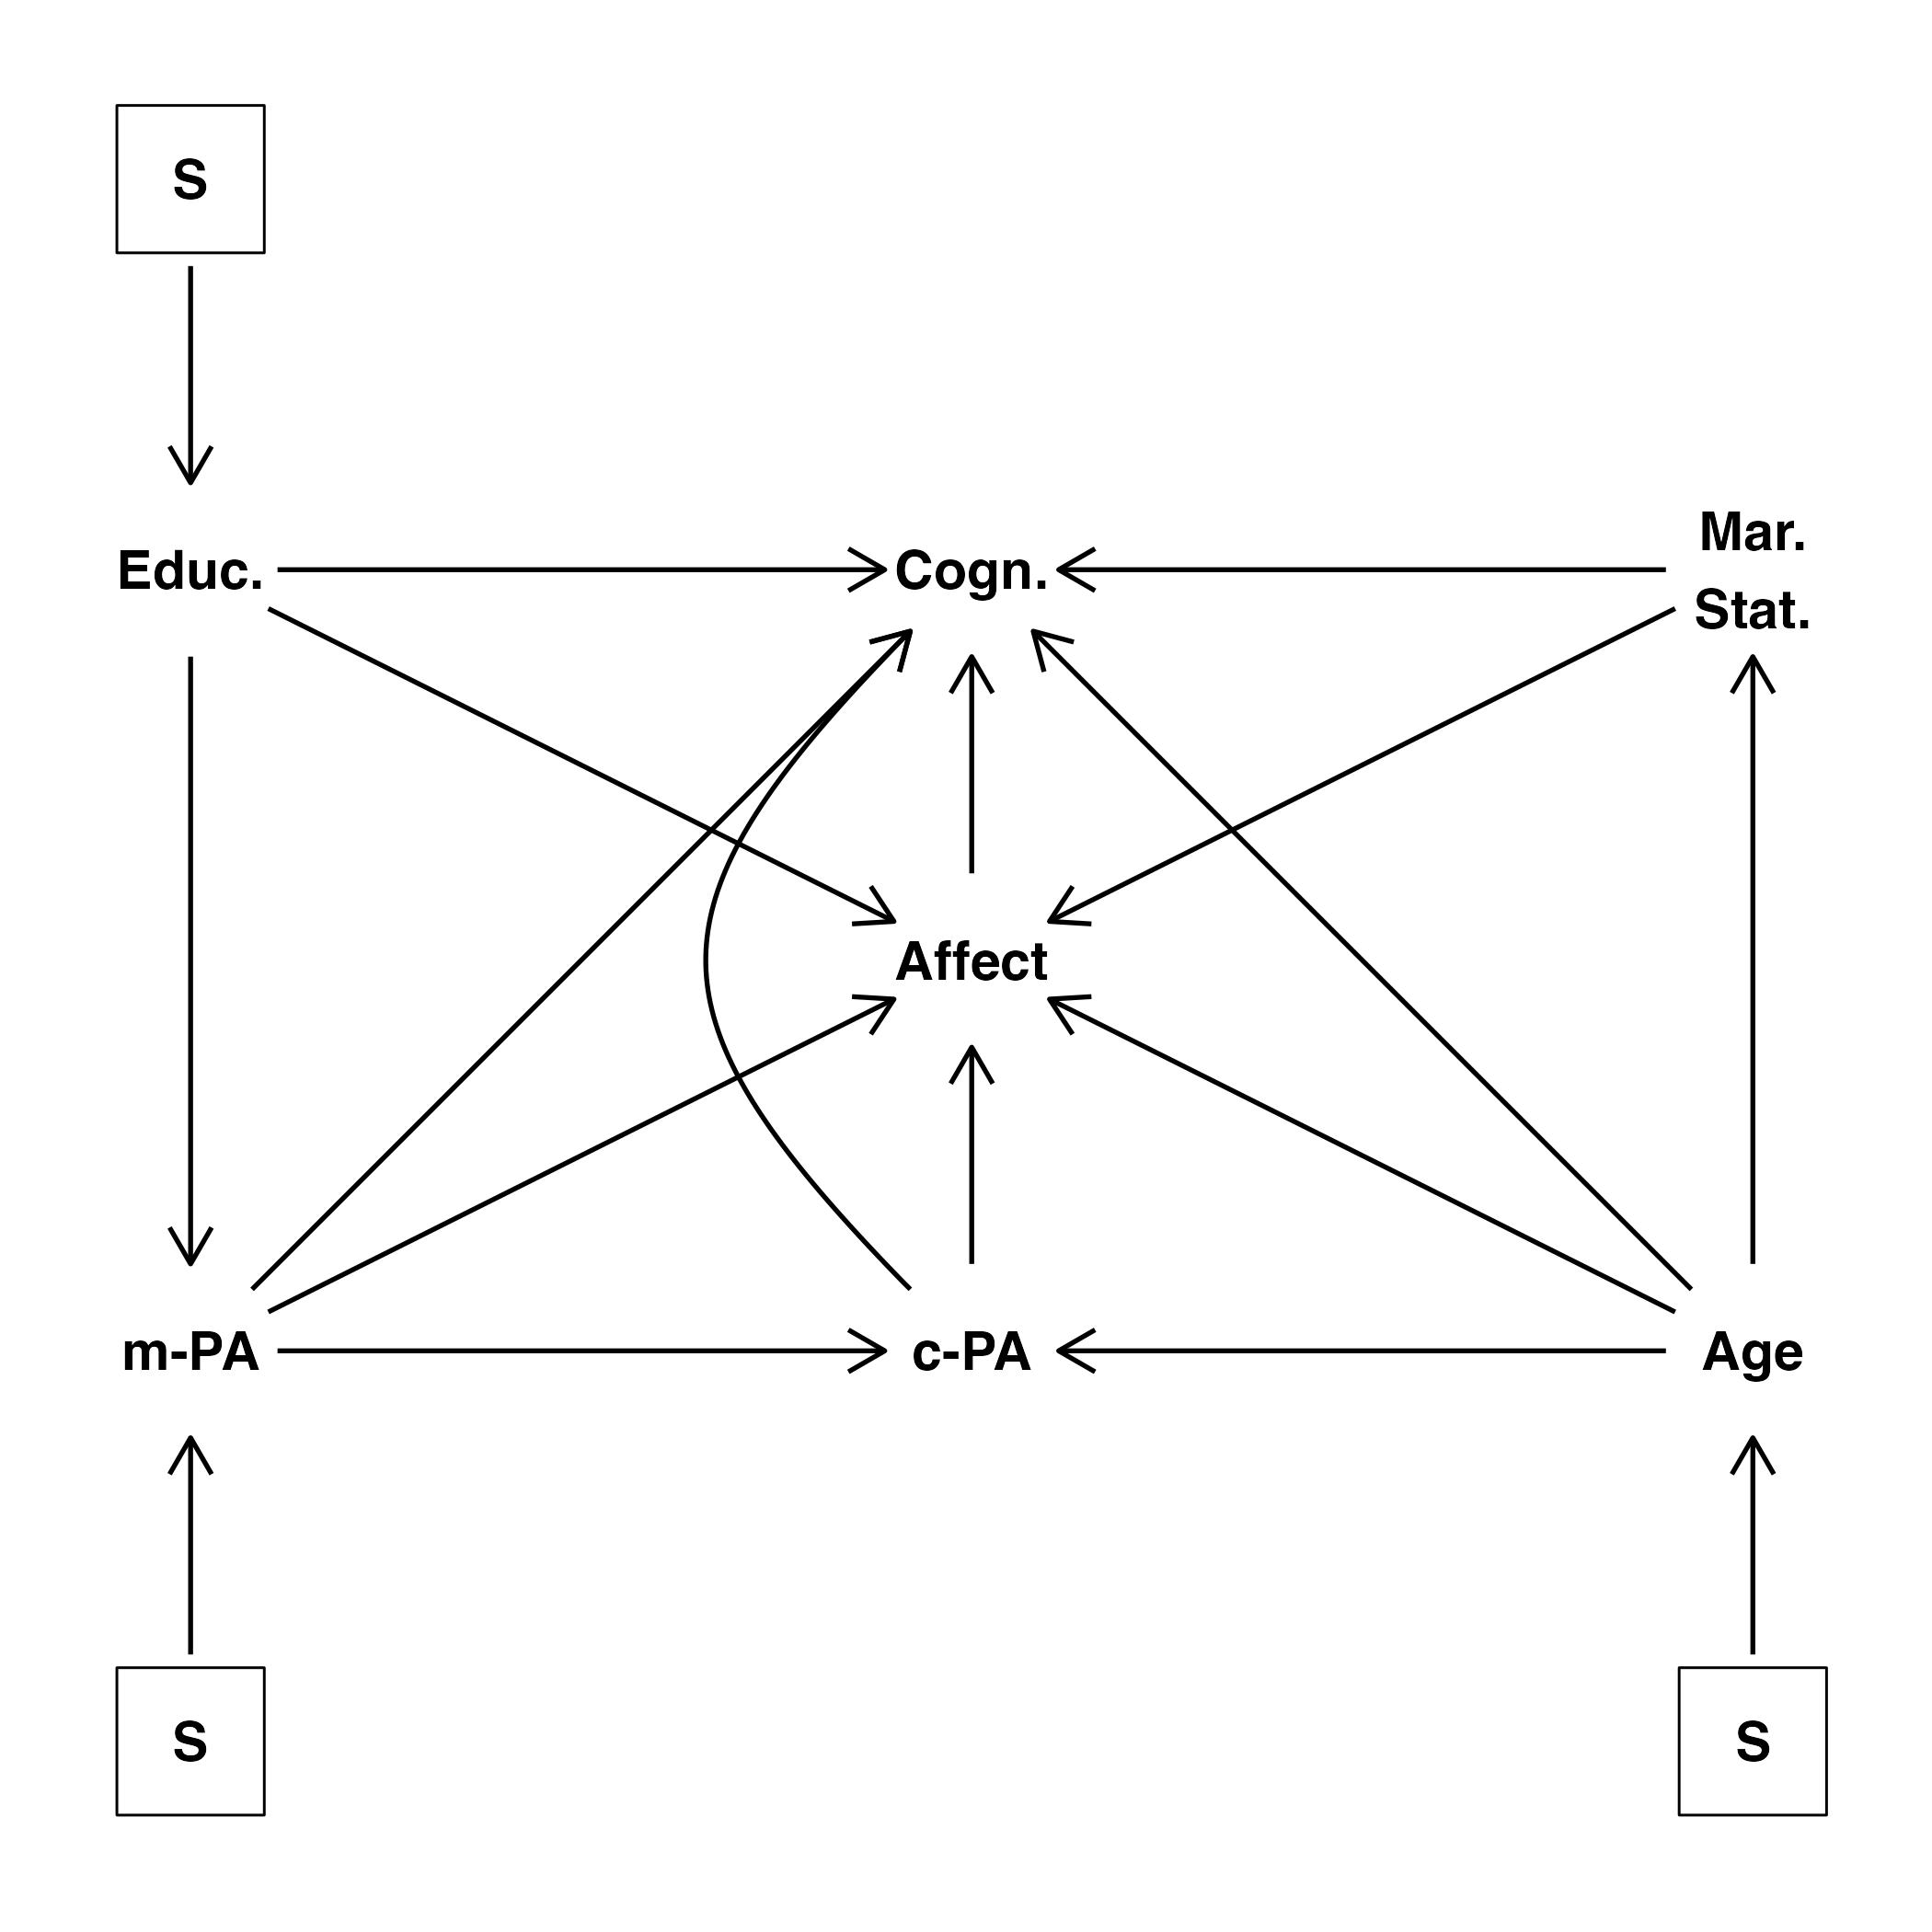 S
Educ.
Cogn.
Mar.
Stat.
Affect
m-PA
c-PA
Age
S
S